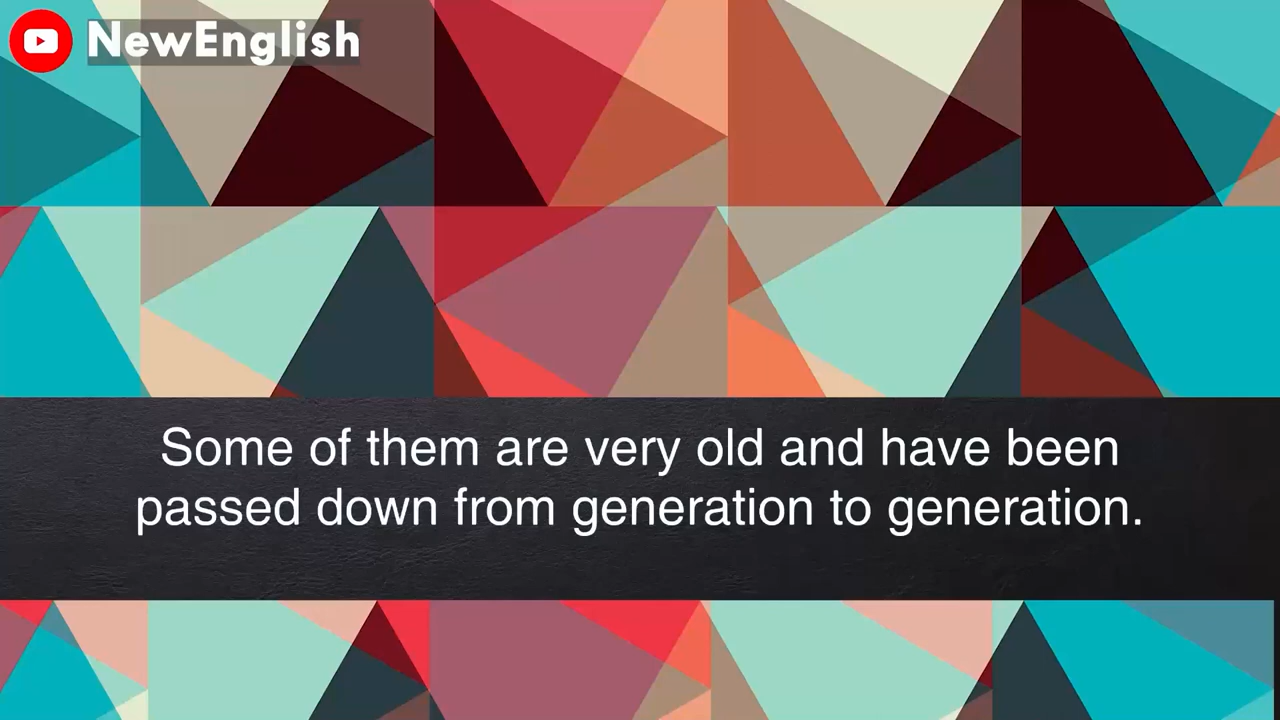 NewEnglish
Some of them are very old and have been
passed down from generation to generation.